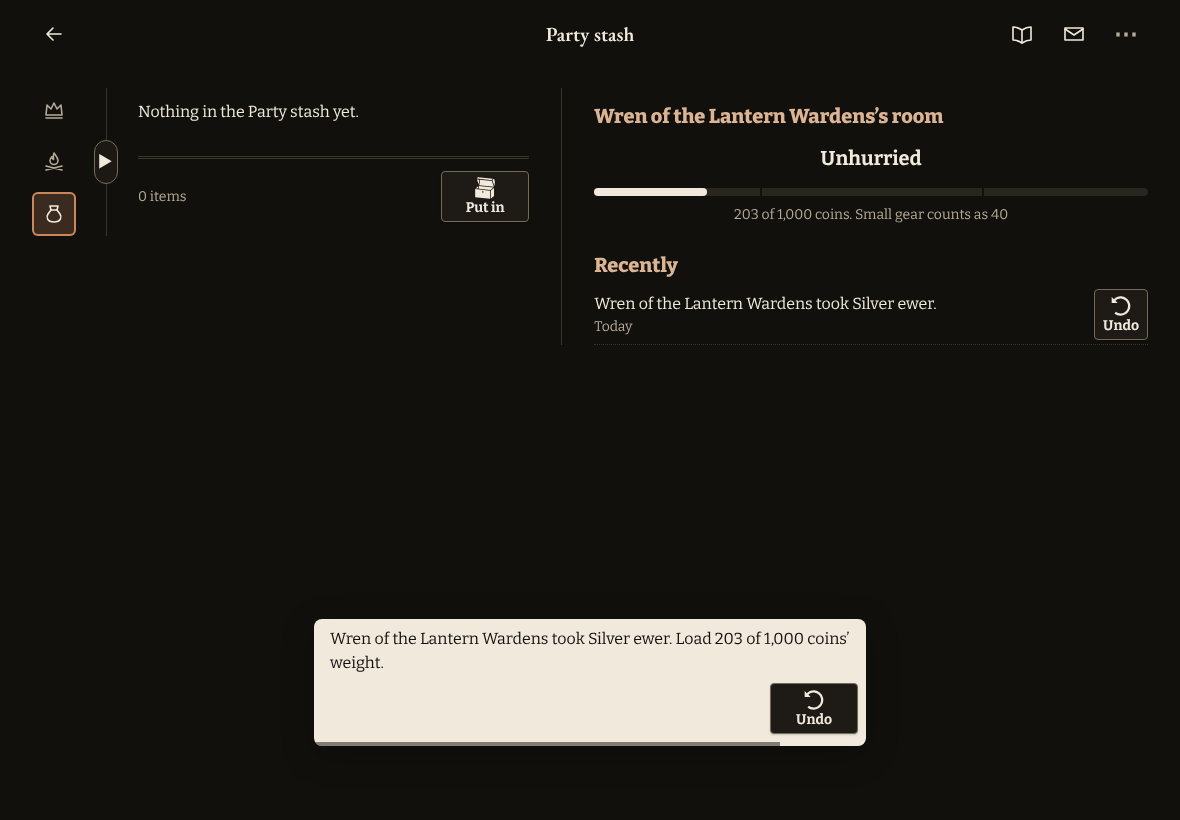 Party stash
Nothing in the Party stash yet.
0 items
Put in
Wren of the Lantern Wardens’s room
Unhurried
203 of 1,000 coins. Small gear counts as 40
Recently
Wren of the Lantern Wardens took Silver ewer.
Today
Undo
Wren of the Lantern Wardens took Silver ewer. Load 203 of 1,000 coins’
weight.
Undo